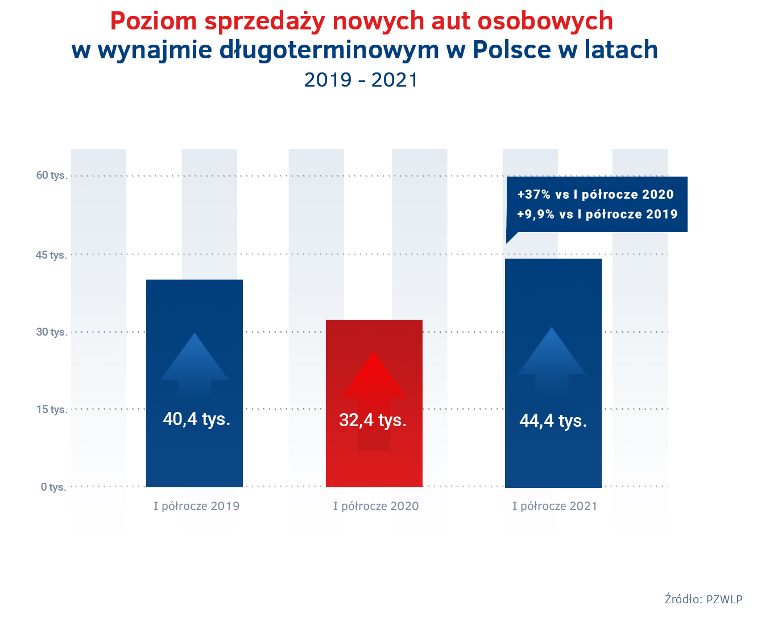 Poziom sprzedaży nowych aut osobowych
w wynajmie długoterminowym w Polsce w latach
2019 - 2021
60 tys.
+37% vs I półrocze 2020
+9,9% vs I półrocze 2019
45 tys.
30 tys.
15 tys.
40,4 tys.
32,4 tys.
44,4 tys.
0 tys.
I półrocze 2019
I półrocze 2020
I półrocze 2021
Źródło: PZWLP